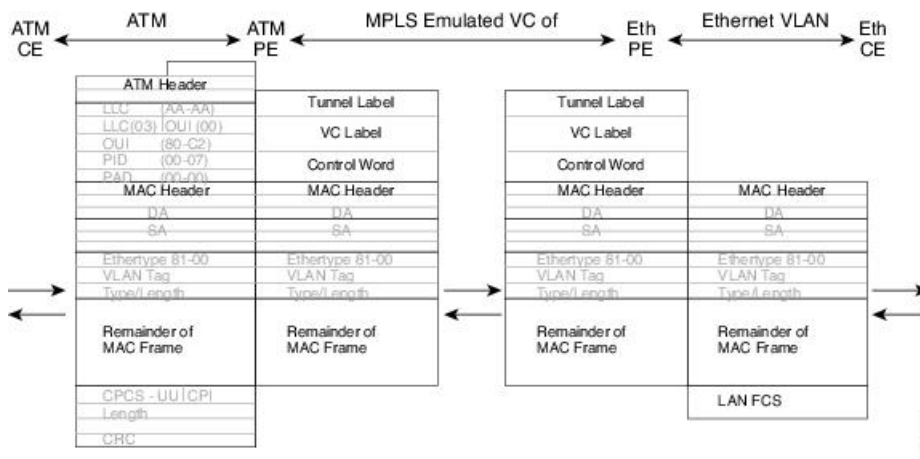 ATM CE
ATM
ATM PE
MPLS Emulated VC of
Eth PE
Ethernet VLAN
Eth CE
ATM Header
LLC (AA-AA)
LLC(03) OUI (00)
OUI (80-C2)
PID (00-07)
PAD (00-00)
MAC Header
DA
SA
Ethertype 81-00
VLAN Tag
Type/Length
Remainder of
MAC Frame
CPCS - UU CPI
Length
CRC
Tunnel Label
VC Label
Control Word
MAC Header
DA
SA
Ethertype 81-00
VLAN Tag
Type/Length
Remainder of
MAC Frame
Tunnel Label
VC Label
Control Word
MAC Header
DA
SA
Ethertype 81-00
VLAN Tag
Type/Length
Remainder of
MAC Frame
MAC Header
DA
SA
Ethertype 81-00
VLAN Tag
Type/Length
Remainder of
MAC Frame
LAN FCS